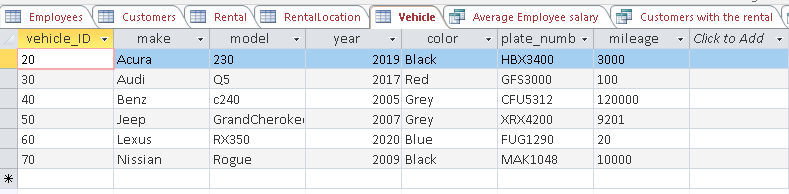 Employees Customers Rental RentalLocation Vehicle Average Employee salary Customers with the rental
vehicle_ID make model year color plate_numb mileage Click to Add
20 Acura 230 2019 Black HBX3400 3000
30 Audi Q5 2017 Red GFS3000 100
40 Benz c240 2005 Grey CFU5312 120000
50 Jeep GrandCheroke 2007 Grey XRX4200 9201
60 Lexus RX350 2020 Blue FUG1290 20
70 Nissian Rogue 2009 Black MAK1048 10000